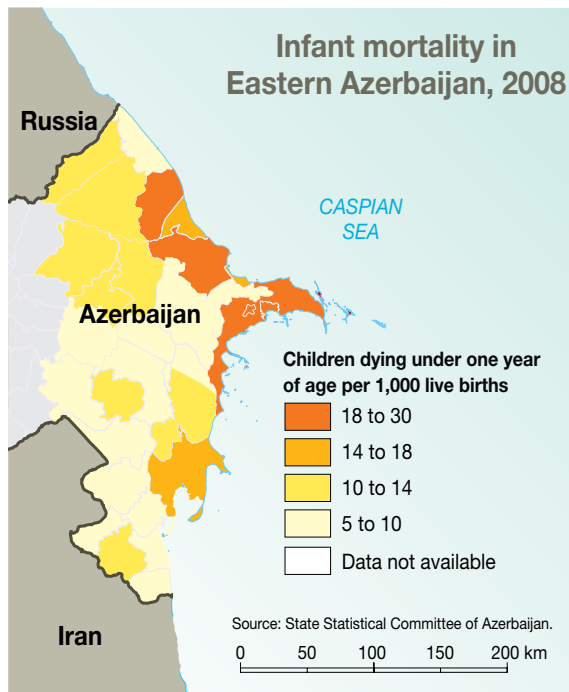 Infant mortality in
Eastern Azerbaijan, 2008
Russia
CASPIAN
SEA
Azerbaijan
Children dying under one year
of age per 1,000 live births
18 to 30
14 to 18
10 to 14
5 to 10
Data not available
Iran
Source: State Statistical Committee of Azerbaijan.
0 50 100 150 200 km